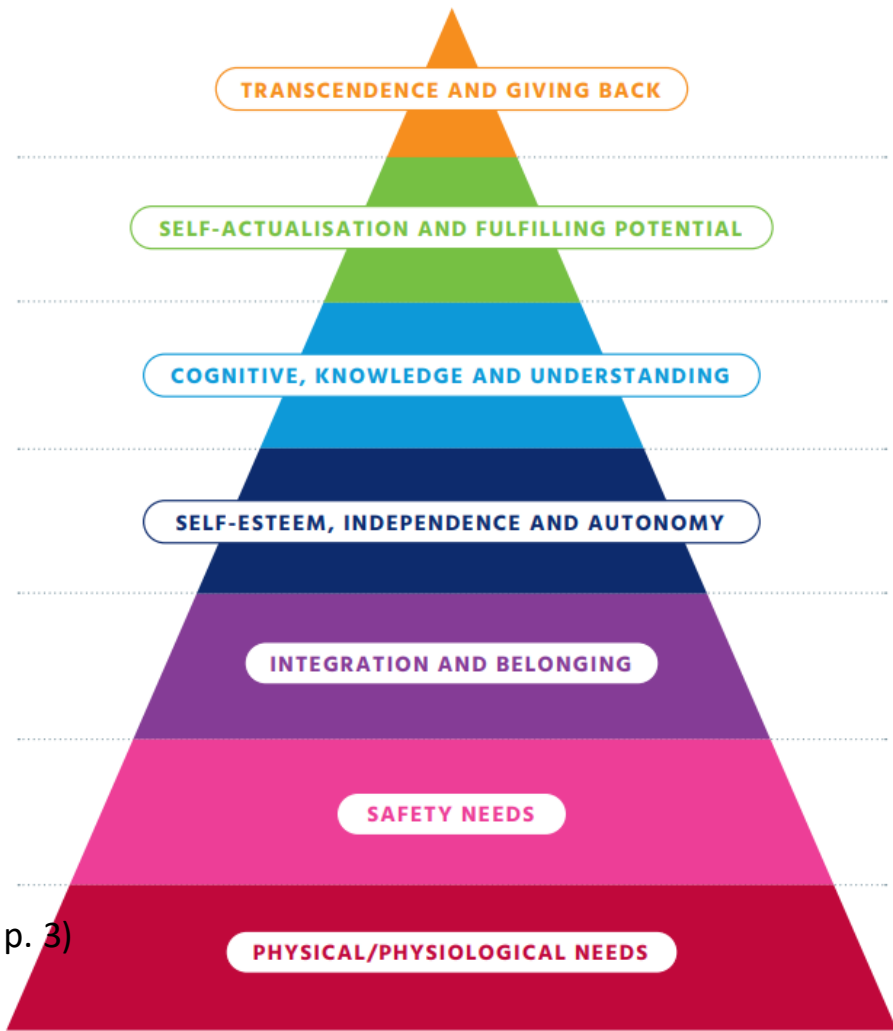 TRANSCENDENCE AND GIVING BACK
SELF-ACTUALISATION AND FULFILLING POTENTIAL
COGNITIVE, KNOWLEDGE AND UNDERSTANDING
SELF-ESTEEM, INDEPENDENCE AND AUTONOMY
INTEGRATION AND BELONGING
SAFETY NEEDS
p. 3)
PHYSICAL/PHYSIOLOGICAL NEEDS